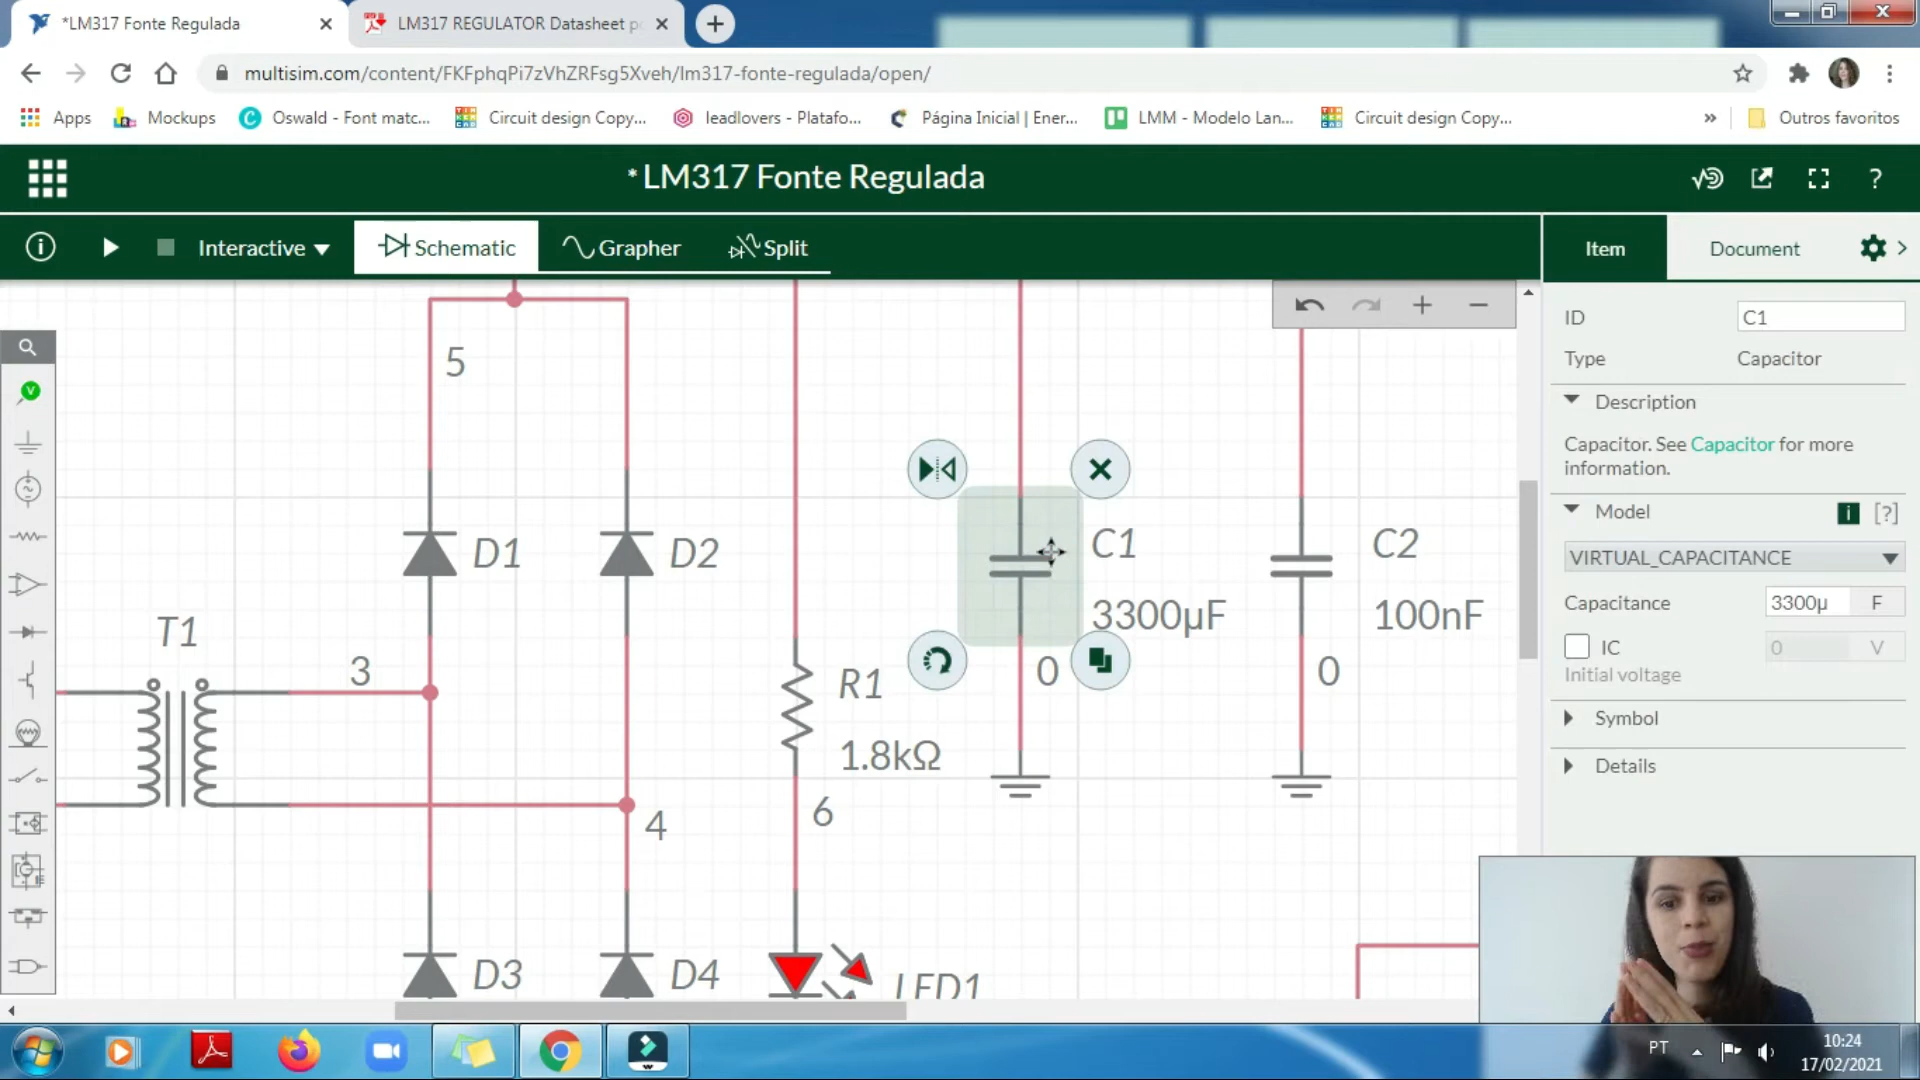 *LM317 Fonte Regulada
LM317 REGULATOR Datasheet
multisim.com/content/FKFphqPi7zVhZRFsg5Xveh/lm317-fonte-regulada/open/
Apps
Mockups
Oswald - Font matc...
Circuit design Copy...
leadlovers - Platafo...
Página Inicial | Ener...
LMM - Modelo Lan...
Circuit design Copy...
»
Outros favoritos
* LM317 Fonte Regulada
?
Interactive
Schematic
Grapher
Split
Item
Document
ID
C1
Type
Capacitor
Description
Capacitor. See Capacitor for more
information.
Model
i
[?]
VIRTUAL_CAPACITANCE
Capacitance
3300µ
F
IC
0
V
Initial voltage
Symbol
Details
V
5
D1
D2
C1
3300µF
0
C2
100nF
0
T1
3
R1
1.8kΩ
4
6
D3
D4
LED1
PT
10:24
17/02/2021